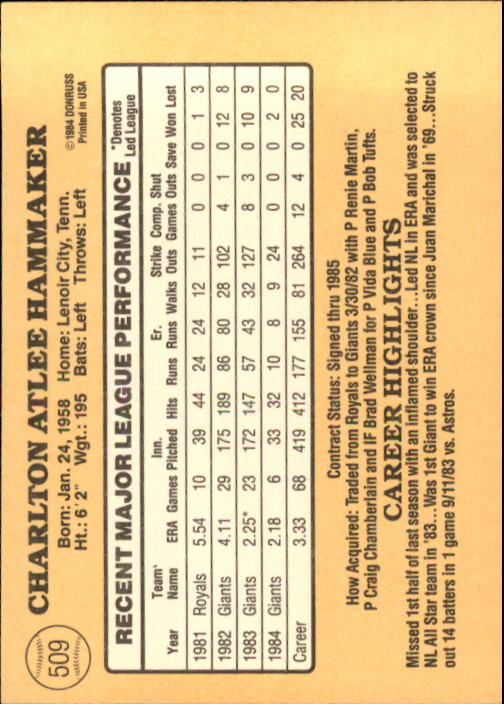 509
CHARLTON ATLEE HAMMAKER
Born: Jan. 24, 1958 Home: Lenoir City, Tenn.
Ht.: 6' 2" Wgt.: 195 Bats: Left Throws: Left
© 1984 DONRUSS
Printed in USA
RECENT MAJOR LEAGUE PERFORMANCE *Denotes Led League
Year Team Name ERA Games Inn. Pitched Hits Runs Er. Runs Walks Strike Outs Comp. Games Shut Outs Save Won Lost
1981 Royals 5.54 10 39 44 24 24 12 11 0 0 0 1 3
1982 Giants 4.11 29 175 189 86 80 28 102 4 1 0 12 8
1983 Giants 2.25* 23 172 147 57 43 32 127 8 3 0 10 9
1984 Giants 2.18 6 33 32 10 8 9 24 0 0 0 2 0
Career 3.33 68 419 412 177 155 81 264 12 4 0 25 20
Contract Status: Signed thru 1985
How Acquired: Traded from Royals to Giants 3/30/82 with P Renie Martin,
P Craig Chamberlain and IF Brad Wellman for P Vida Blue and P Bob Tufts.
CAREER HIGHLIGHTS
Missed 1st half of last season with an inflamed shoulder...Led NL in ERA and was selected to
NL All Star team in '83...Was 1st Giant to win ERA crown since Juan Marichal in '69...Struck
out 14 batters in 1 game 9/11/83 vs. Astros.